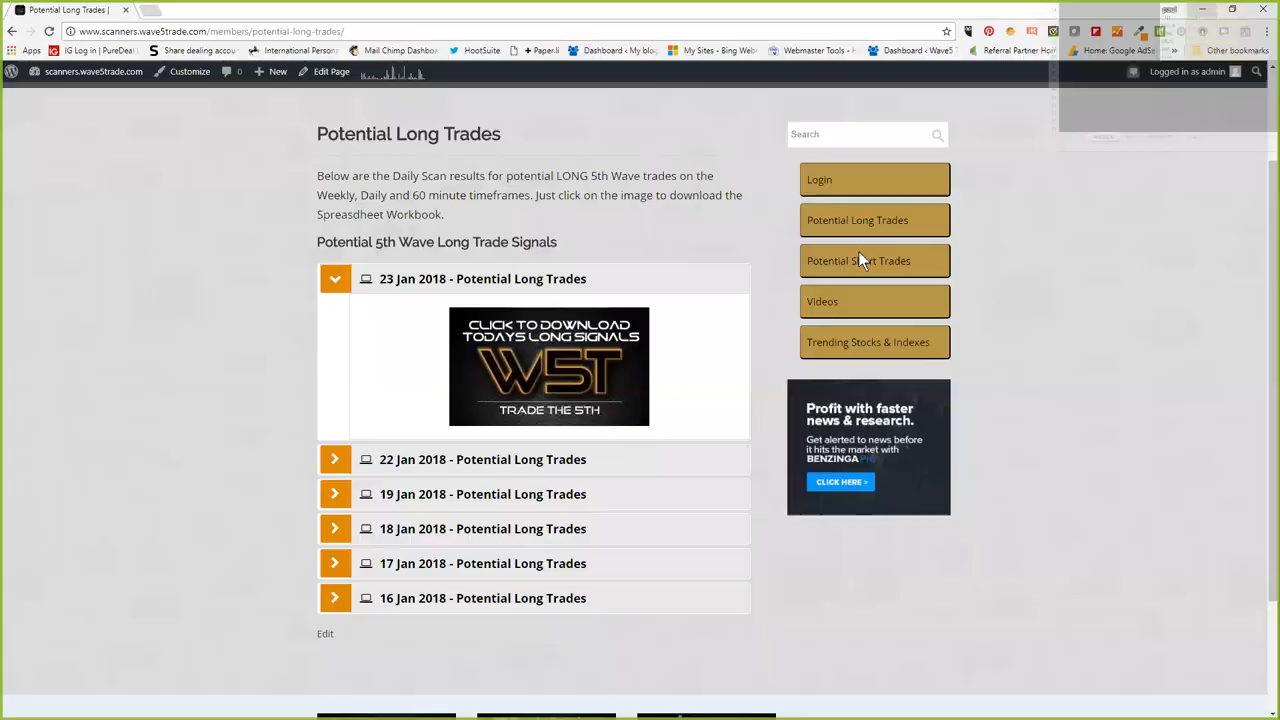 Potential Long Trades |
www.scanners.wave5trade.com/members/potential-long-trades/
Apps IG Log In | PureDeal Share dealing accou International Persona Mail Chimp Workbook HootSuite + Paper.li Dashboard ‹ My blog My Sites - Bing Web Webmaster Tools - Dashboard ‹ Wave5 T Referral Partner Hom Home: Google AdSe » Other bookmarks
scanners.wave5trade.com Customize 0 New Edit Page Logged in as admin
Potential Long Trades
Below are the Daily Scan results for potential LONG 5th Wave trades on the
Weekly, Daily and 60 minute timeframes. Just click on the image to download the
Spreasdheet Workbook.
Potential 5th Wave Long Trade Signals
23 Jan 2018 - Potential Long Trades
CLICK TO DOWNLOAD
TODAYS LONG SIGNALS
W5T
TRADE THE 5TH
22 Jan 2018 - Potential Long Trades
19 Jan 2018 - Potential Long Trades
18 Jan 2018 - Potential Long Trades
17 Jan 2018 - Potential Long Trades
16 Jan 2018 - Potential Long Trades
Edit
Search
Login
Potential Long Trades
Potential Short Trades
Videos
Trending Stocks & Indexes
Profit with faster
news & research.
Get alerted to news before
it hits the market with
BENZINGA PRO
CLICK HERE >